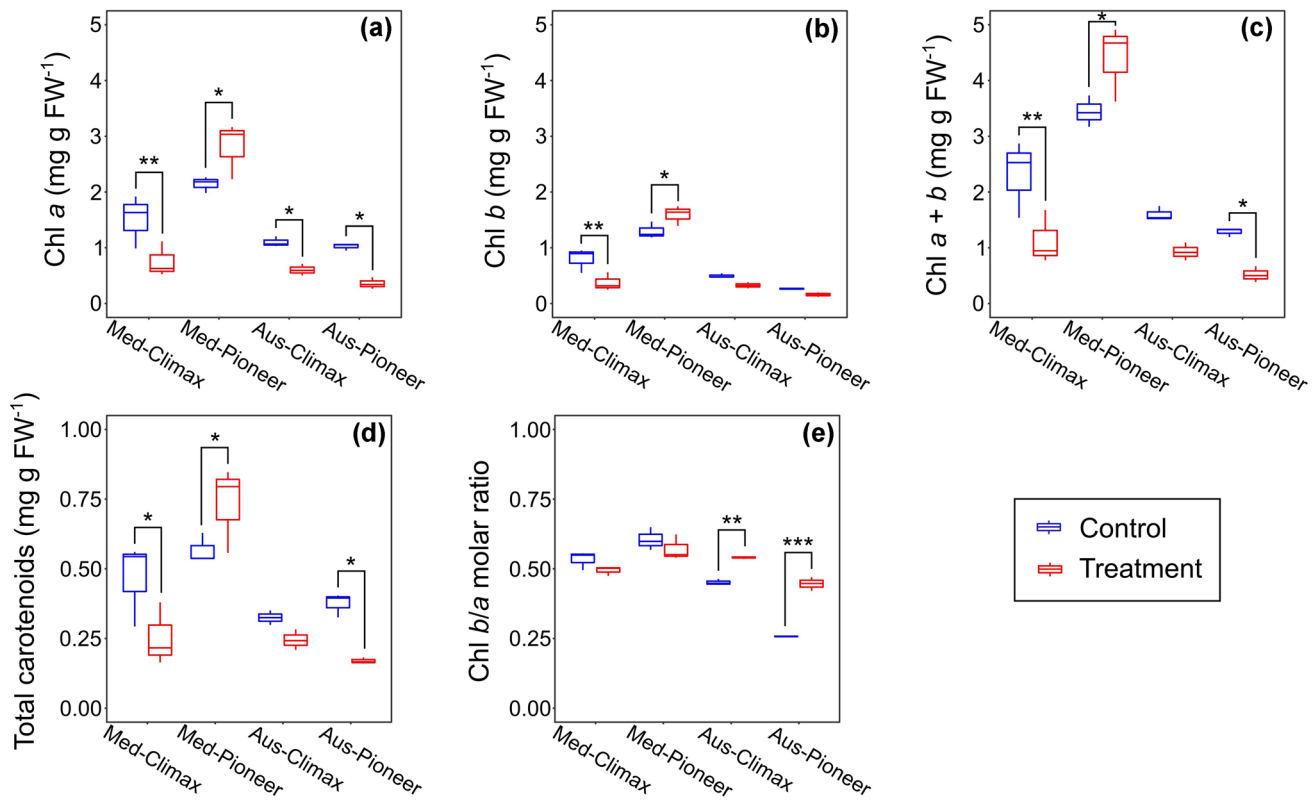 (a)
Chl a (mg g FW⁻¹)
5
4
3
2
1
0
**
*
*
*
Med-Climax
Med-Pioneer
Aus-Climax
Aus-Pioneer
(b)
Chl b (mg g FW⁻¹)
5
4
3
2
1
0
**
*
Med-Climax
Med-Pioneer
Aus-Climax
Aus-Pioneer
(c)
Chl a + b (mg g FW⁻¹)
5
4
3
2
1
0
**
*
*
Med-Climax
Med-Pioneer
Aus-Climax
Aus-Pioneer
(d)
Total carotenoids (mg g FW⁻¹)
1.00
0.75
0.50
0.25
0.00
*
*
*
Med-Climax
Med-Pioneer
Aus-Climax
Aus-Pioneer
(e)
Chl b/a molar ratio
1.00
0.75
0.50
0.25
0.00
**
***
Med-Climax
Med-Pioneer
Aus-Climax
Aus-Pioneer
Control
Treatment